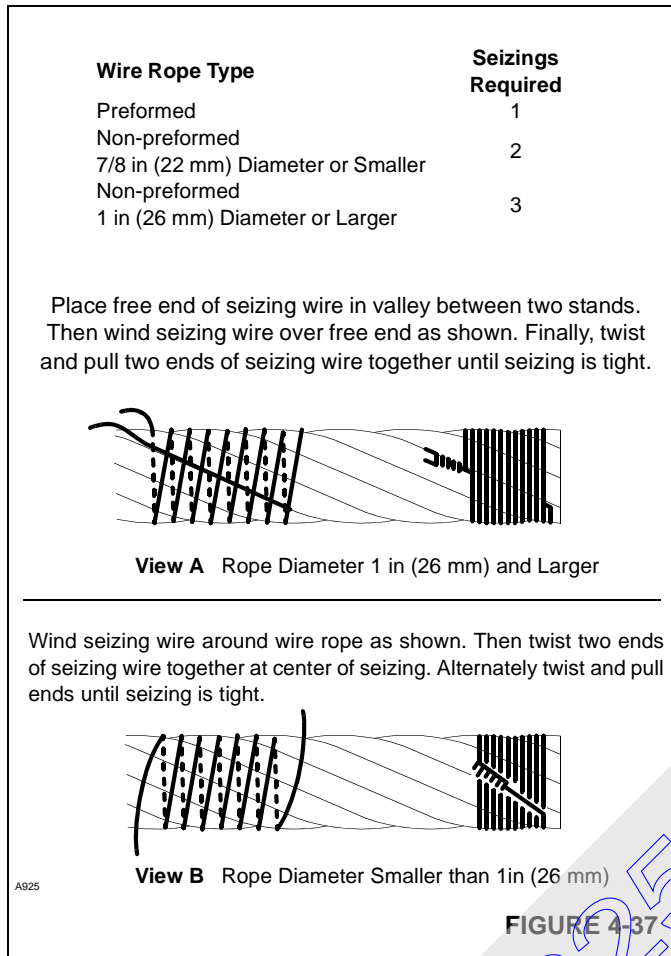 Wire Rope Type
Seizings
Required
Preformed 1
Non-preformed
7/8 in (22 mm) Diameter or Smaller 2
Non-preformed
1 in (26 mm) Diameter or Larger 3
Place free end of seizing wire in valley between two stands.
Then wind seizing wire over free end as shown. Finally, twist
and pull two ends of seizing wire together until seizing is tight.
View A Rope Diameter 1 in (26 mm) and Larger
Wind seizing wire around wire rope as shown. Then twist two ends
of seizing wire together at center of seizing. Alternately twist and pull
ends until seizing is tight.
View B Rope Diameter Smaller than 1in (26 mm)
A925
FIGURE 4-37